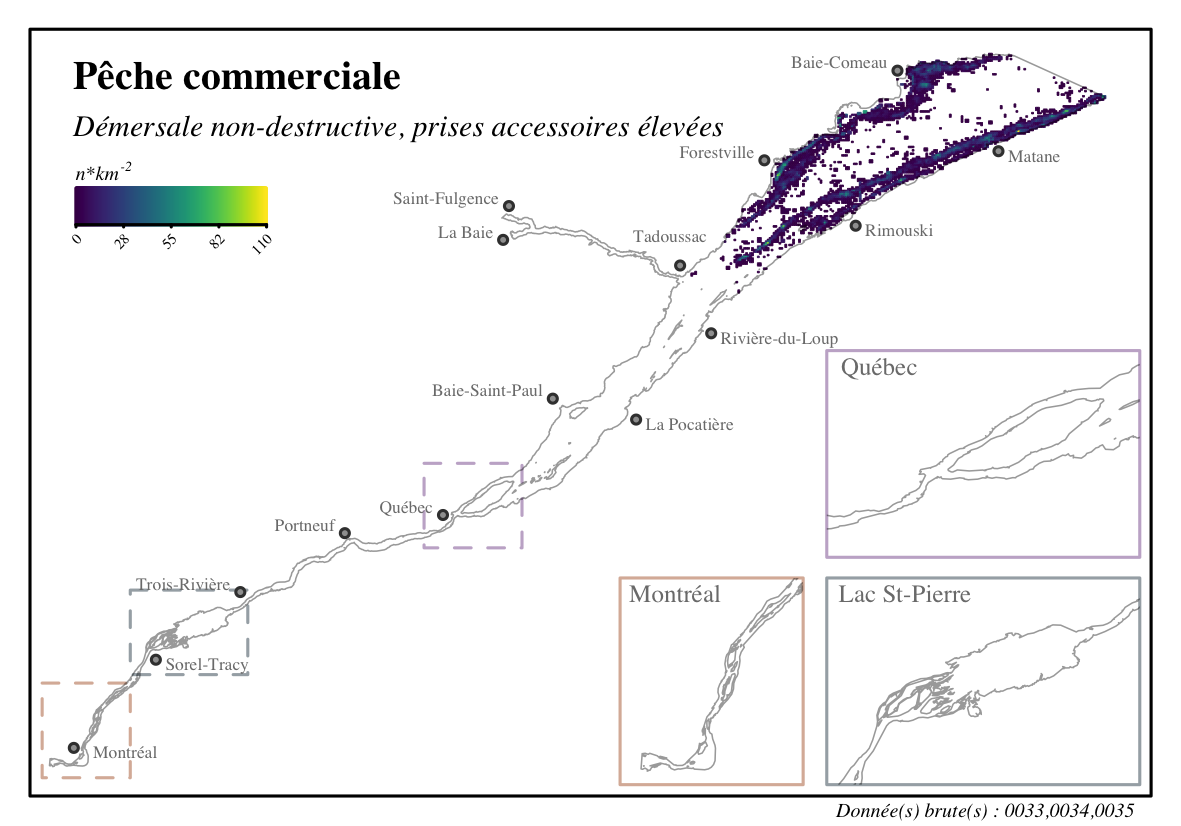 Pêche commerciale
Démersale non-destructive, prises accessoires élevées
n*km-2
0 28 55 82 110
Baie-Comeau
Forestville
Matane
Saint-Fulgence
La Baie
Tadoussac
Rimouski
Rivière-du-Loup
Baie-Saint-Paul
La Pocatière
Québec
Portneuf
Trois-Rivière
Sorel-Tracy
Montréal
Québec
Montréal
Lac St-Pierre
Donnée(s) brute(s) : 0033,0034,0035